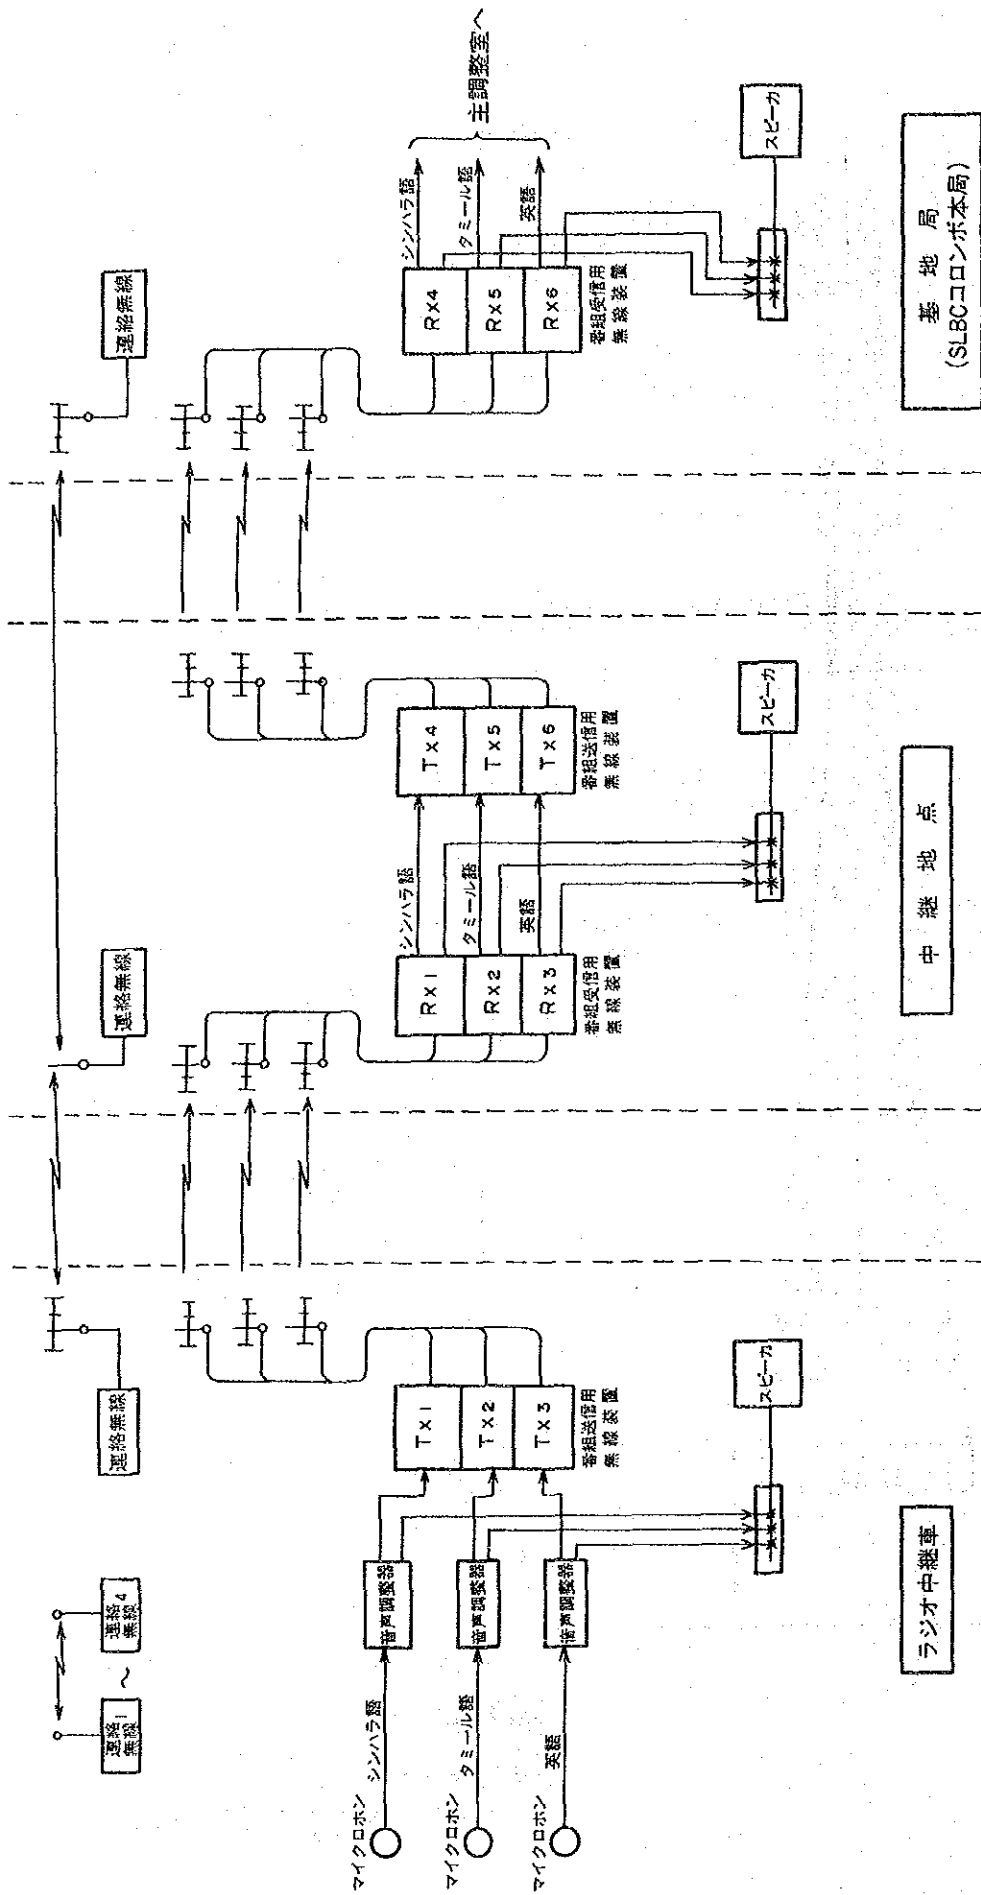 連絡無線1
～
連絡無線4
連絡無線
マイクロホン
シンハラ語
音声調整器
マイクロホン
タミール語
音声調整器
マイクロホン
英語
音声調整器
TX1
TX2
TX3
番組送信用
無線装置
スピーカ
ラジオ中継車
連絡無線
RX1
RX2
RX3
番組受信用
無線装置
シンハラ語
タミール語
英語
TX4
TX5
TX6
番組送信用
無線装置
スピーカ
中継地点
連絡無線
RX4
RX5
RX6
番組受信用
無線装置
シンハラ語
タミール語
英語
主調整室へ
スピーカ
基地局
(SLBCコロンボ本局)